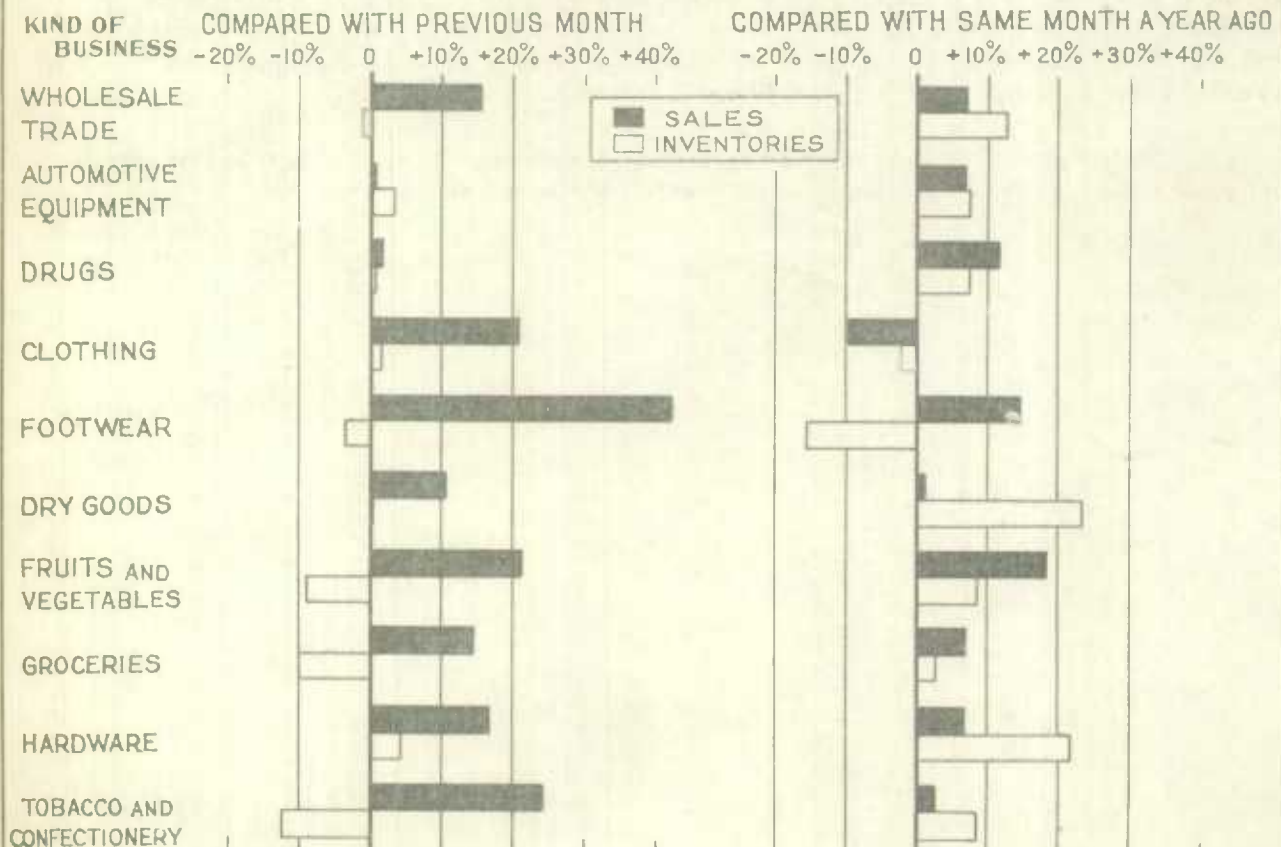 KIND OF BUSINESS
COMPARED WITH PREVIOUS MONTH
-20% -10% 0 +10% +20% +30% +40%
COMPARED WITH SAME MONTH A YEAR AGO
-20% -10% 0 +10% +20% +30% +40%
SALES
INVENTORIES
WHOLESALE
TRADE
AUTOMOTIVE
EQUIPMENT
DRUGS
CLOTHING
FOOTWEAR
DRY GOODS
FRUITS AND
VEGETABLES
GROCERIES
HARDWARE
TOBACCO AND
CONFECTIONERY